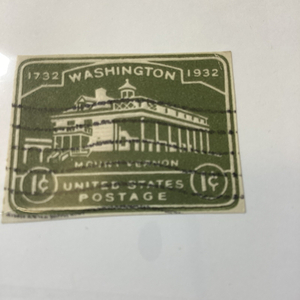 1732 WASHINGTON 1932
MOUNT VERNON
1¢ UNITED STATES 1¢
POSTAGE